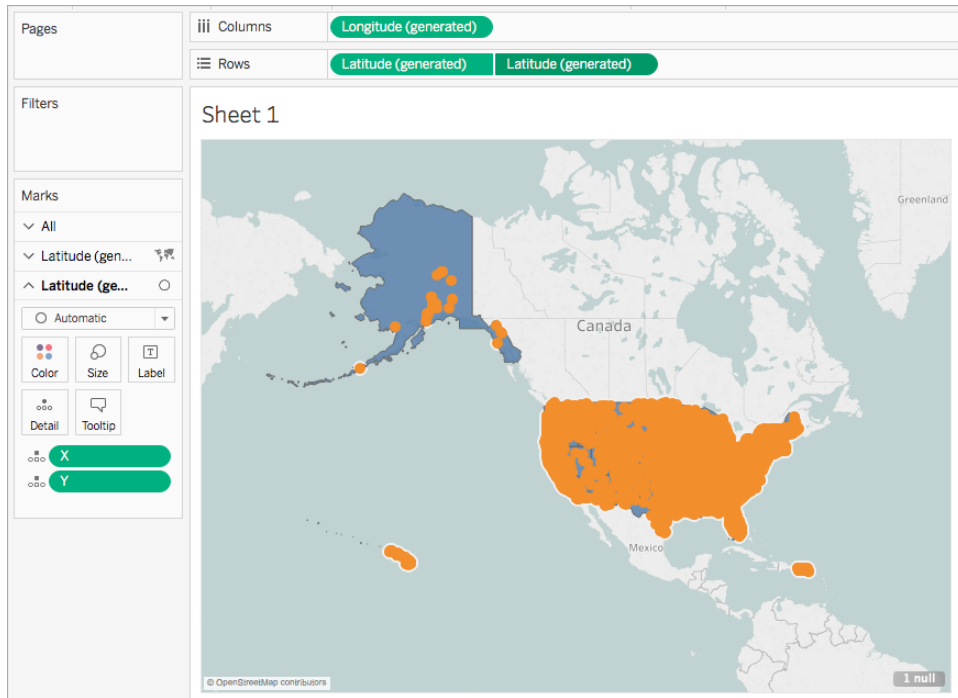 Pages
Columns
Longitude (generated)
Rows
Latitude (generated)
Latitude (generated)
Filters
Sheet 1
Marks
All
Latitude (gen...
Latitude (ge...
Automatic
Color
Size
T
Label
Detail
Tooltip
X
Y
Greenland
Canada
Mexico
© OpenStreetMap contributors
1 null